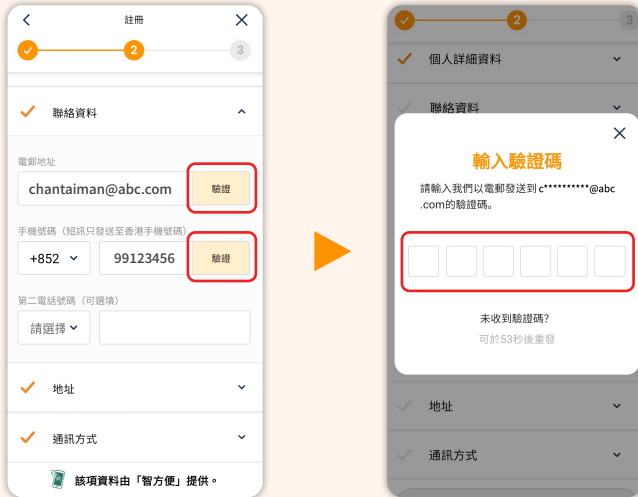 註冊
2
3
聯絡資料
電郵地址
chantaiman@abc.com
驗證
手機號碼（短訊只發送至香港手機號碼）
+852
99123456
驗證
第二電話號碼（可選填）
請選擇
地址
通訊方式
該項資料由「智方便」提供。
2
3
個人詳細資料
聯絡資料
輸入驗證碼
請輸入我們以電郵發送到 c**********@abc
.com的驗證碼。
未收到驗證碼?
可於53秒後重發
地址
通訊方式